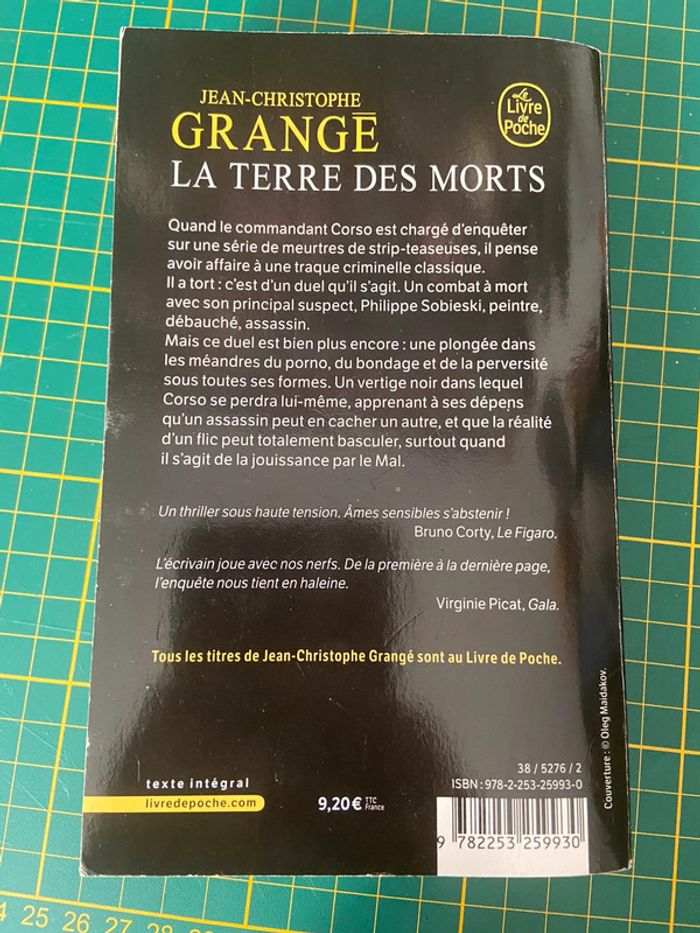 JEAN-CHRISTOPHE
GRANGÉ
LA TERRE DES MORTS
Le
Livre
de
Poche
Quand le commandant Corso est chargé d'enquêter
sur une série de meurtres de strip-teaseuses, il pense
avoir affaire à une traque criminelle classique.
Il a tort : c'est d'un duel qu'il s'agit. Un combat à mort
avec son principal suspect, Philippe Sobieski, peintre,
débauché, assassin.
Mais ce duel est bien plus encore : une plongée dans
les méandres du porno, du bondage et de la perversité
sous toutes ses formes. Un vertige noir dans lequel
Corso se perdra lui-même, apprenant à ses dépens
qu'un assassin peut en cacher un autre, et que la réalité
d'un flic peut totalement basculer, surtout quand
il s'agit de la jouissance par le Mal.
Un thriller sous haute tension. Âmes sensibles s'abstenir !
Bruno Corty, Le Figaro.
L'écrivain joue avec nos nerfs. De la première à la dernière page,
l'enquête nous tient en haleine.
Virginie Picat, Gala.
Tous les titres de Jean-Christophe Grangé sont au Livre de Poche.
Couverture : © Oleg Maidakov.
texte intégral
livredepoche.com
9,20 € TTC
France
38 / 5276 / 2
ISBN : 978-2-253-25993-0
9 782253 259930
25 26 27 28